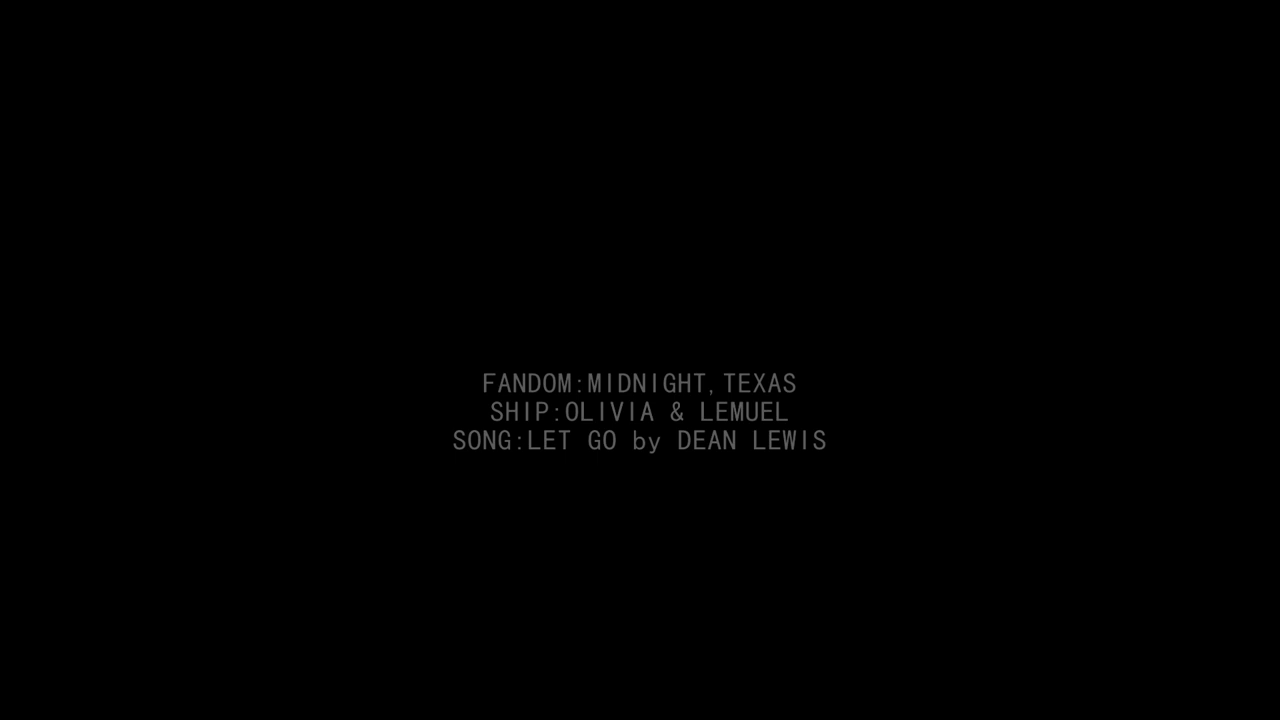 FANDOM:MIDNIGHT,TEXAS
SHIP:OLIVIA & LEMUEL
SONG:LET GO by DEAN LEWIS